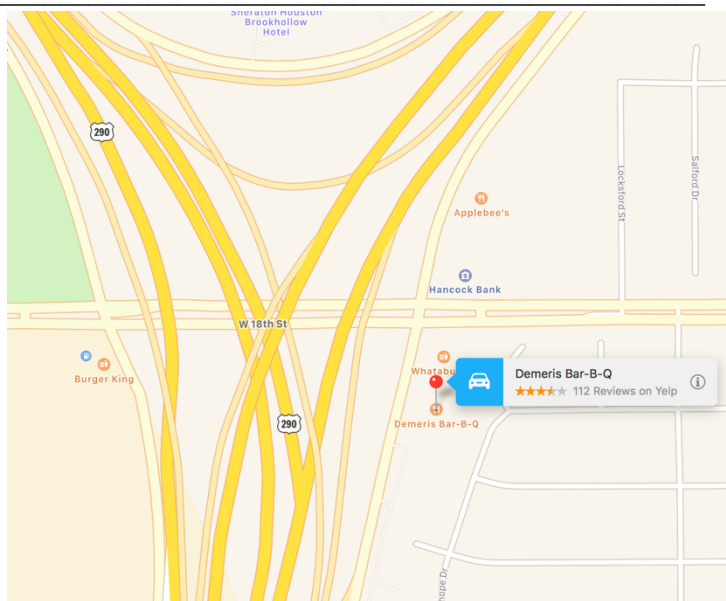 Sheraton Houston
Brookhollow
Hotel
290
Locksford St
Salford Dr
Applebee's
Hancock Bank
W 18th St
Burger King
Demeris Bar-B-Q
112 Reviews on Yelp
290
Demeris Bar-B-Q